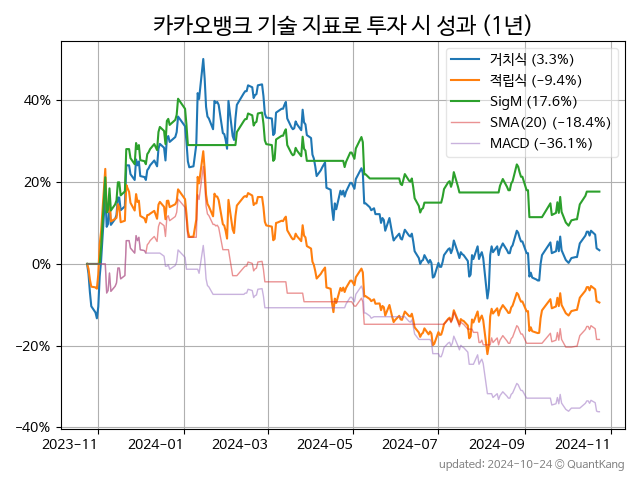 카카오뱅크 기술 지표로 투자 시 성과 (1년)
거치식 (3.3%)
적립식 (−9.4%)
SigM (17.6%)
SMA(20) (−18.4%)
MACD (−36.1%)
40%
20%
0%
−20%
−40%
2023−11 2024−01 2024−03 2024−05 2024−07 2024−09 2024−11
updated: 2024-10-24 © QuantKang